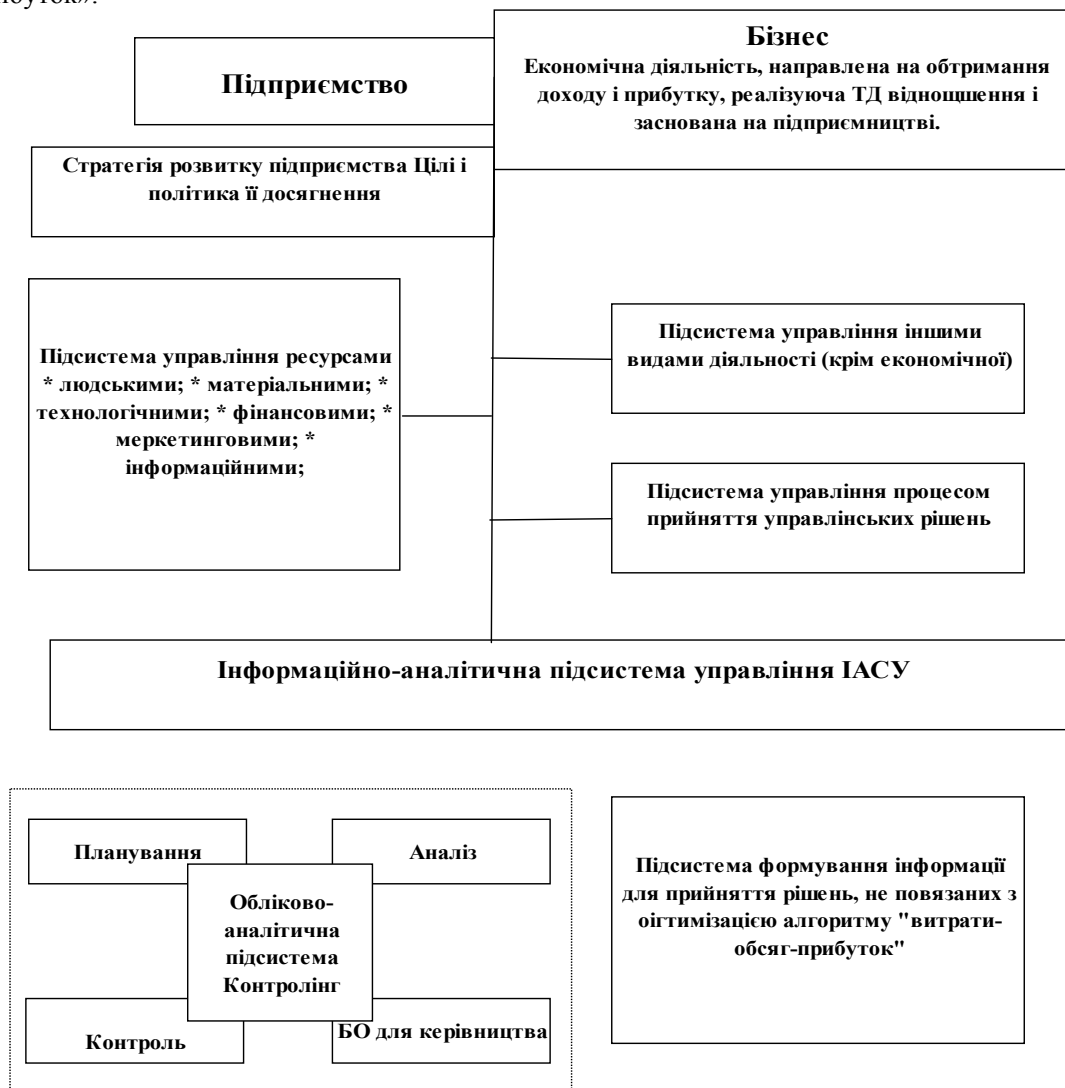 Підприємство
Бізнес
Економічна діяльність, направлена на обтримання
доходу і прибутку, реалізуюча ТД віднощшення і
заснована на підприємництві.
Стратегія розвитку підприємства Цілі і
політика її досягнення
Підсистема управління ресурсами
* людськими; * матеріальними; *
технологічними; * фінансовими; *
меркетинговими; *
інформаційними;
Підсистема управління іншими
видами діяльності (крім економічної)
Підсистема управління процесом
прийняття управлінських рішень
Інформаційно-аналітична підсистема управління ІАСУ
Планування
Аналіз
Обліково-
аналітична
підсистема
Контролінг
Контроль
БО для керівництва
Підсистема формування інформації
для прийняття рішень, не повязаних з
оігтимізацією алгоритму "витрати-
обсяг-прибуток"